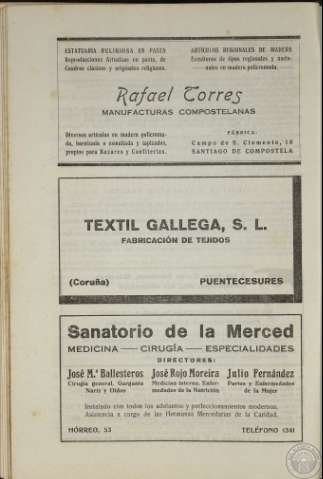 ESTATUARIA RELIGIOSA EN PASTA
Reproducciones Artísticas en pasta, de
Cuadros clásicos y originales religiosos.
ARTÍCULOS REGIONALES DE MADERA
Esculturas de tipos regionales y nacio-
nales en madera policromada.
Rafael Torres
MANUFACTURAS COMPOSTELANAS
Diversos artículos en madera policroma-
da, barnizada o esmaltada y tapizados,
propios para Bazares y Confiterías.
FÁBRICA:
Campo de S. Clemente, 18
SANTIAGO DE COMPOSTELA
TEXTIL GALLEGA, S. L.
FABRICACIÓN DE TEJIDOS
(Coruña) PUENTECESURES
Sanatorio de la Merced
MEDICINA — CIRUGÍA — ESPECIALIDADES
DIRECTORES:
José M.ª Ballesteros
Cirugía general, Garganta
Nariz y Oídos
José Rojo Moreira
Medicina interna, Enfer-
medades de la Nutrición
Julio Fernández
Partos y Enfermedades
de la Mujer
Instalado con todos los adelantos y perfeccionamientos modernos.
Asistencia a cargo de las Hermanas Mercedarias de la Caridad.
HÓRREO, 53 TELÉFONO 1341